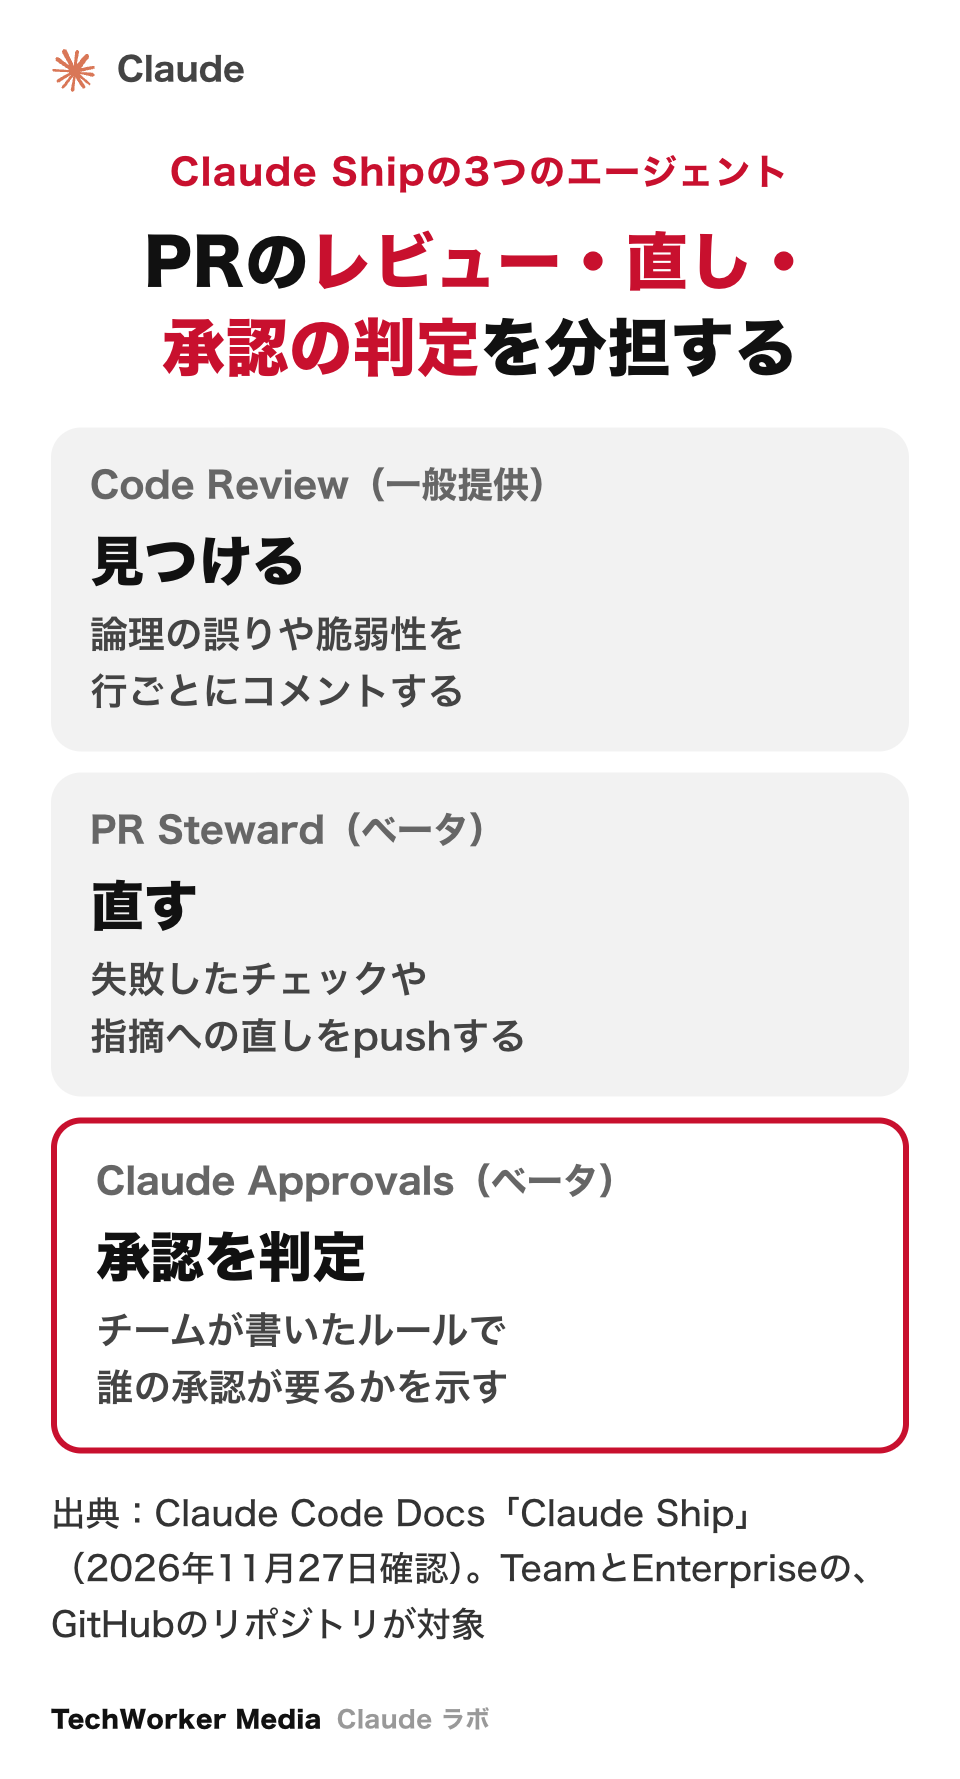 Claude
Claude Shipの3つのエージェント
PRのレビュー・直し・
承認の判定を分担する
Code Review（一般提供）
見つける
論理の誤りや脆弱性を
行ごとにコメントする
PR Steward（ベータ）
直す
失敗したチェックや
指摘への直しをpushする
Claude Approvals（ベータ）
承認を判定
チームが書いたルールで
誰の承認が要るかを示す
出典：Claude Code Docs「Claude Ship」
（2026年11月27日確認）。TeamとEnterpriseの、
GitHubのリポジトリが対象
TechWorker Media Claude ラボ